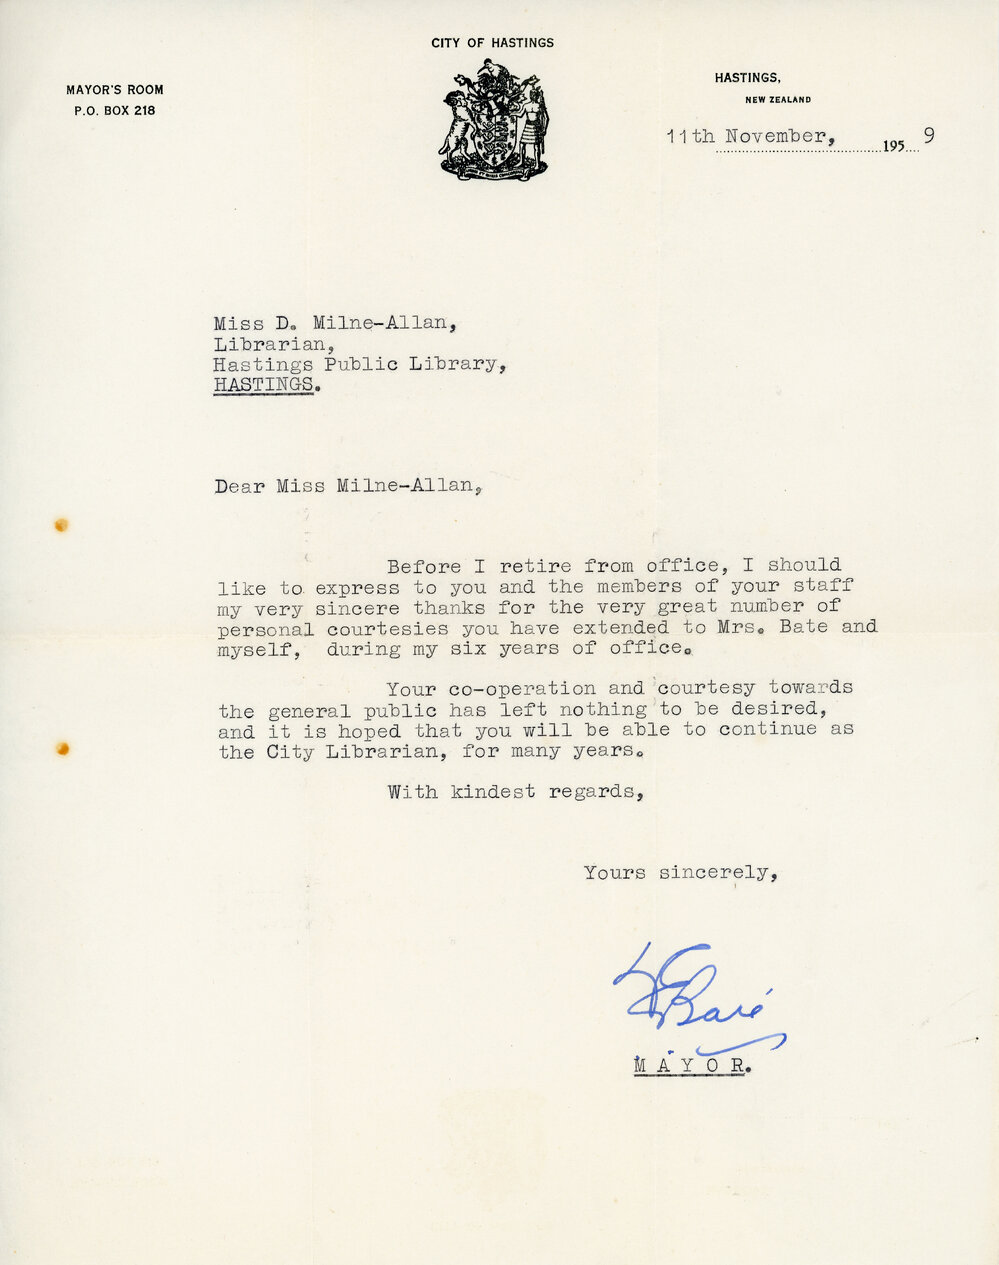 CITY OF HASTINGS
MAYOR'S ROOM
P.O. BOX 218
HASTINGS,
NEW ZEALAND
11th November, 1959
Miss D. Milne-Allan,
Librarian,
Hastings Public Library,
HASTINGS.
Dear Miss Milne-Allan,
Before I retire from office, I should
like to express to you and the members of your staff
my very sincere thanks for the very great number of
personal courtesies you have extended to Mrs. Bate and
myself, during my six years of office.
Your co-operation and courtesy towards
the general public has left nothing to be desired,
and it is hoped that you will be able to continue as
the City Librarian, for many years.
With kindest regards,
Yours sincerely,
Bate
MAYOR.